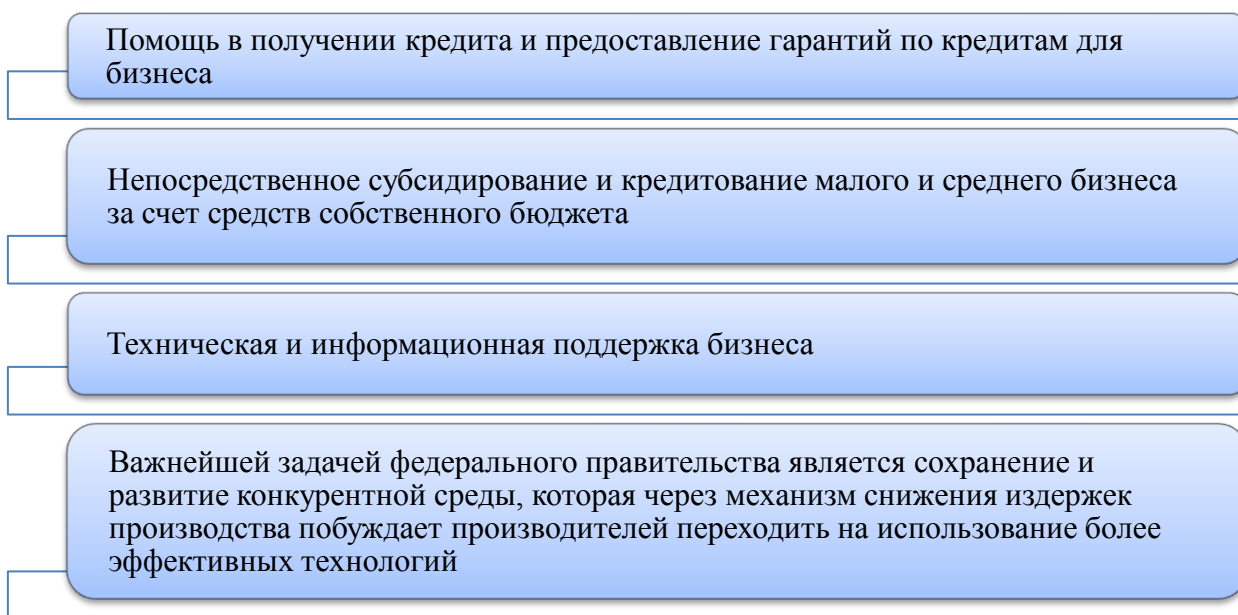 Помощь в получении кредита и предоставление гарантий по кредитам для
бизнеса
Непосредственное субсидирование и кредитование малого и среднего бизнеса
за счет средств собственного бюджета
Техническая и информационная поддержка бизнеса
Важнейшей задачей федерального правительства является сохранение и
развитие конкурентной среды, которая через механизм снижения издержек
производства побуждает производителей переходить на использование более
эффективных технологий